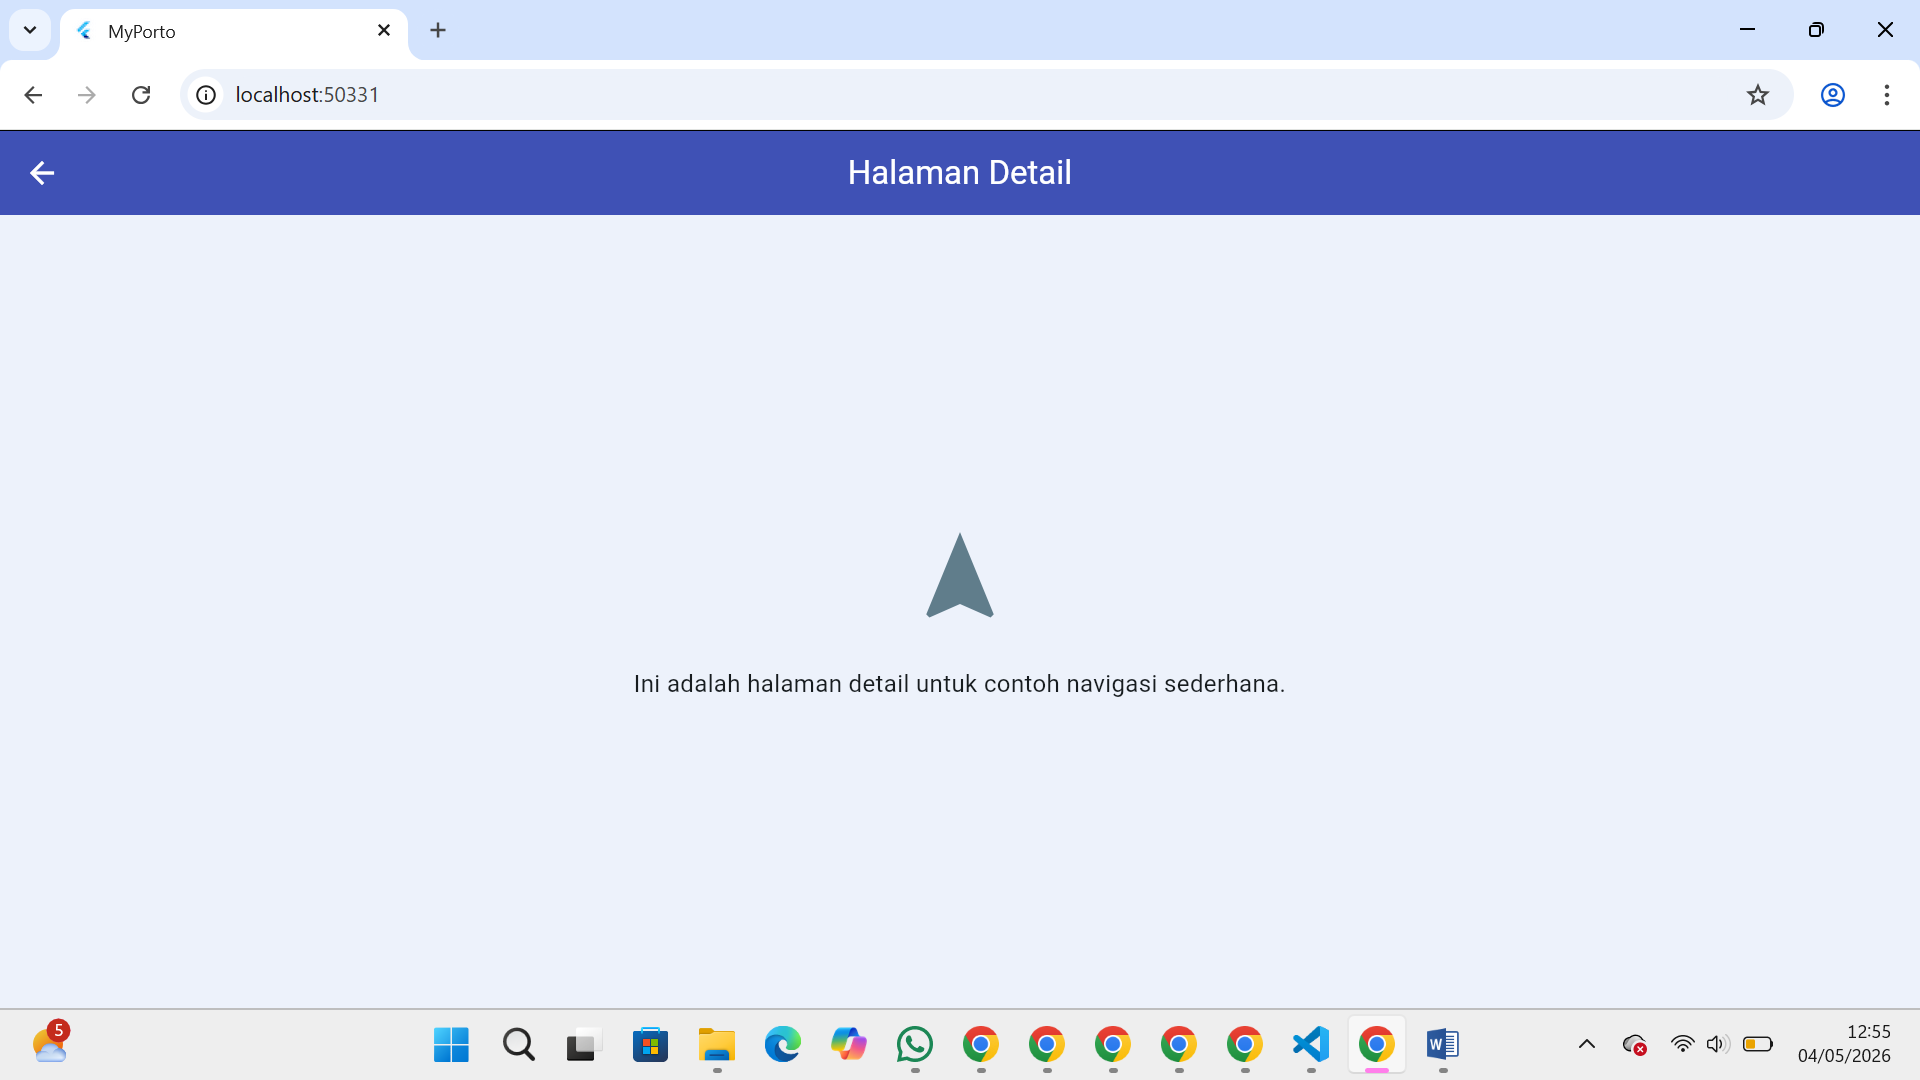 MyPorto
localhost:50331
Halaman Detail
Ini adalah halaman detail untuk contoh navigasi sederhana.
5
W
12:55
04/05/2026